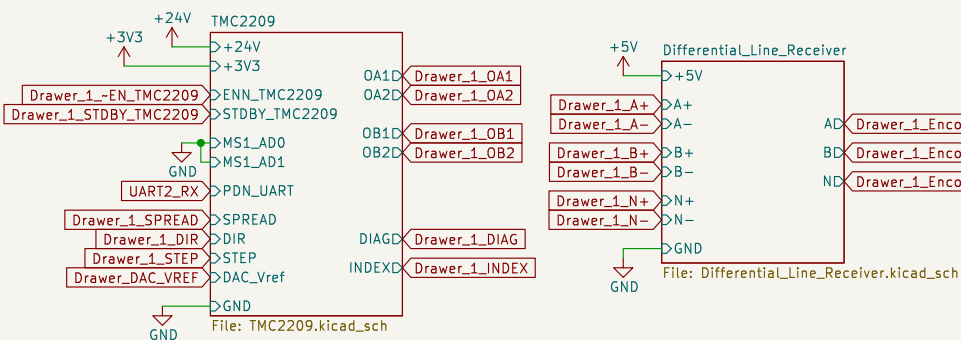 TMC2209
+24V
+3V3
+24V
+3V3
Drawer_1_~EN_TMC2209
ENN_TMC2209
Drawer_1_STDBY_TMC2209
STDBY_TMC2209
MS1_AD0
MS1_AD1
GND
UART2_RX
PDN_UART
Drawer_1_SPREAD
SPREAD
Drawer_1_DIR
DIR
Drawer_1_STEP
STEP
Drawer_DAC_VREF
DAC_Vref
GND
GND
OA1
Drawer_1_OA1
OA2
Drawer_1_OA2
OB1
Drawer_1_OB1
OB2
Drawer_1_OB2
DIAG
Drawer_1_DIAG
INDEX
Drawer_1_INDEX
File: TMC2209.kicad_sch
Differential_Line_Receiver
+5V
+5V
Drawer_1_A+
A+
Drawer_1_A-
A-
Drawer_1_B+
B+
Drawer_1_B-
B-
Drawer_1_N+
N+
Drawer_1_N-
N-
GND
GND
A
Drawer_1_Enco
B
Drawer_1_Enco
N
Drawer_1_Enco
File: Differential_Line_Receiver.kicad_sch